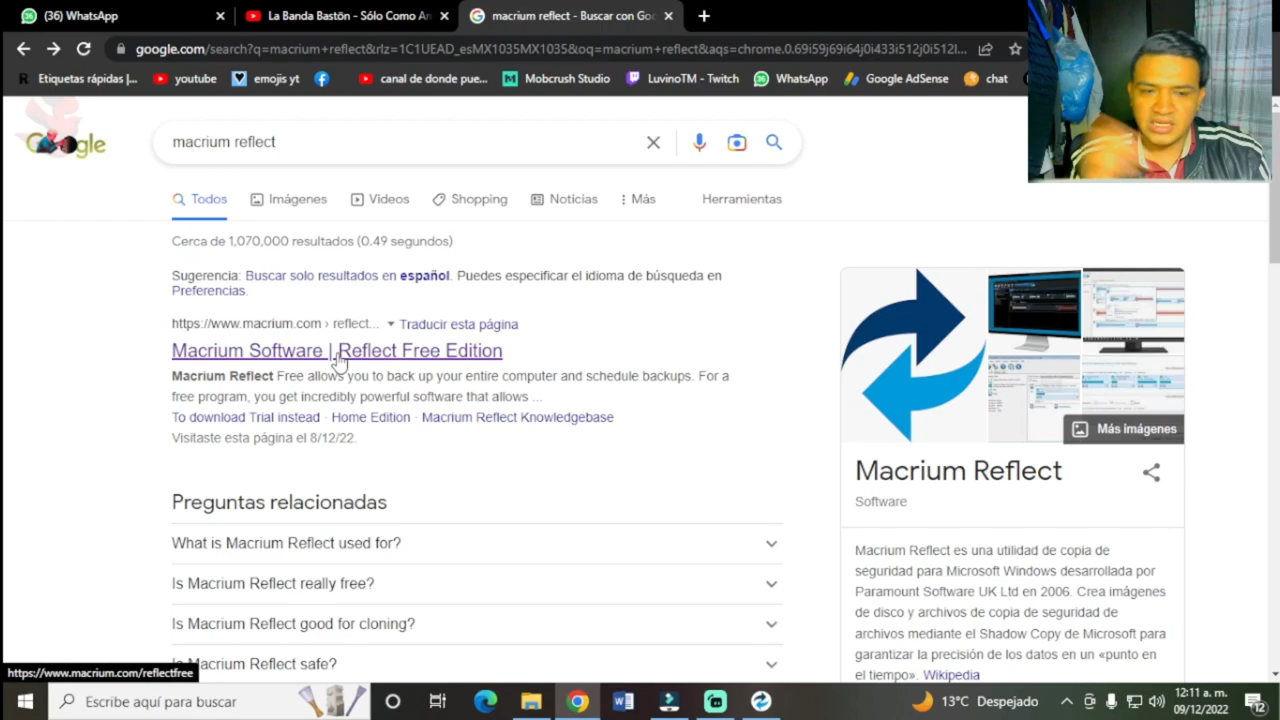 (36) WhatsApp
La Banda Bastön - Sólo Como An
macrium reflect - Buscar con Goo
google.com/search?q=macrium+reflect&rlz=1C1UEAD_esMX1035MX1035&oq=macrium+reflect&aqs=chrome.0.69i59j69i64j0i433i512j0i512l...
Etiquetas rápidas |...
youtube
emojis yt
canal de donde pue...
Mobcrush Studio
LuvinoTM - Twitch
WhatsApp
Google AdSense
chat
Google
macrium reflect
Todos
Imágenes
Videos
Shopping
Noticias
Más
Herramientas
Cerca de 1,070,000 resultados (0.49 segundos)
Sugerencia: Buscar solo resultados en español. Puedes especificar el idioma de búsqueda en
Preferencias.
https://www.macrium.com › reflect... Traducir esta página
Macrium Software | Reflect Free Edition
Macrium Reflect you to back up your entire computer and schedule backups. For a
free program, you get incredibly powerful software that allows ...
To download Trial instead · Home Edition · Macrium Reflect Knowledgebase
Visitaste esta página el 8/12/22.
Preguntas relacionadas
What is Macrium Reflect used for?
Is Macrium Reflect really free?
Is Macrium Reflect good for cloning?
Is Macrium Reflect safe?
Más imágenes
Macrium Reflect
Software
Macrium Reflect es una utilidad de copia de
seguridad para Microsoft Windows desarrollada por
Paramount Software UK Ltd en 2006. Crea imágenes
de disco y archivos de copia de seguridad de
archivos mediante el Shadow Copy de Microsoft para
garantizar la precisión de los datos en un «punto en
el tiempo». Wikipedia
https://www.macrium.com/reflectfree
Escribe aquí para buscar
13°C Despejado
12:11 a. m.
09/12/2022
12